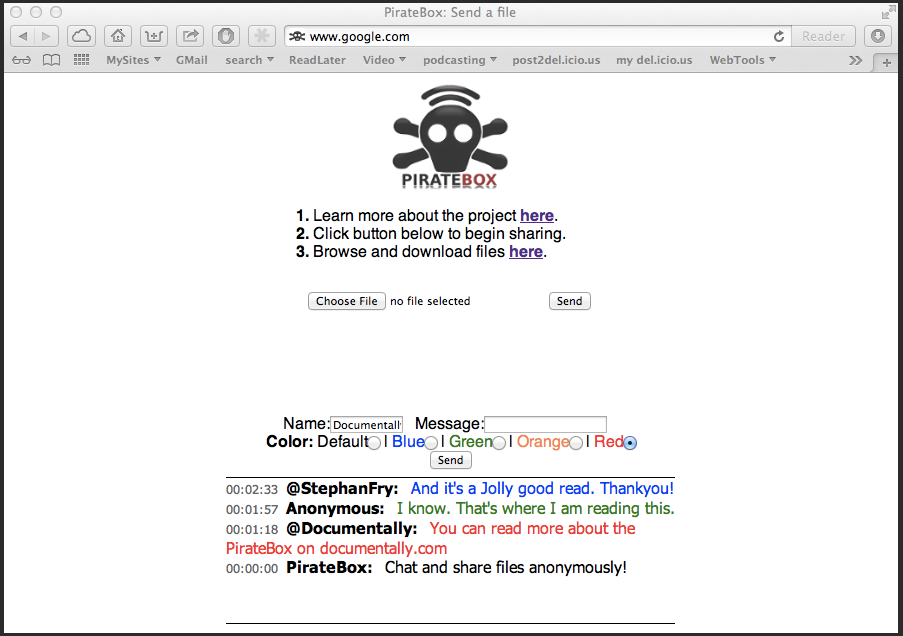 PirateBox: Send a file
www.google.com
Reader
MySites GMail search ReadLater Video podcasting post2del.icio.us my del.icio.us WebTools
PIRATEBOX
1. Learn more about the project here.
2. Click button below to begin sharing.
3. Browse and download files here.
Choose File no file selected Send
Name: Documentally Message:
Color: Default | Blue | Green | Orange | Red
Send
00:02:33 @StephanFry: And it's a Jolly good read. Thankyou!
00:01:57 Anonymous: I know. That's where I am reading this.
00:01:18 @Documentally: You can read more about the
PirateBox on documentally.com
00:00:00 PirateBox: Chat and share files anonymously!